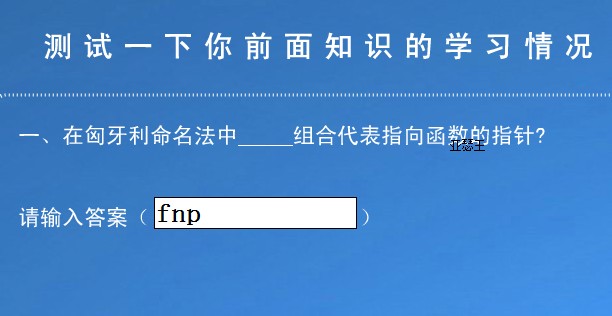 测试一下你前面知识的学习情况
一、在匈牙利命名法中_____组合代表指向函数的指针?
亚瑟王
请输入答案（ fnp ）